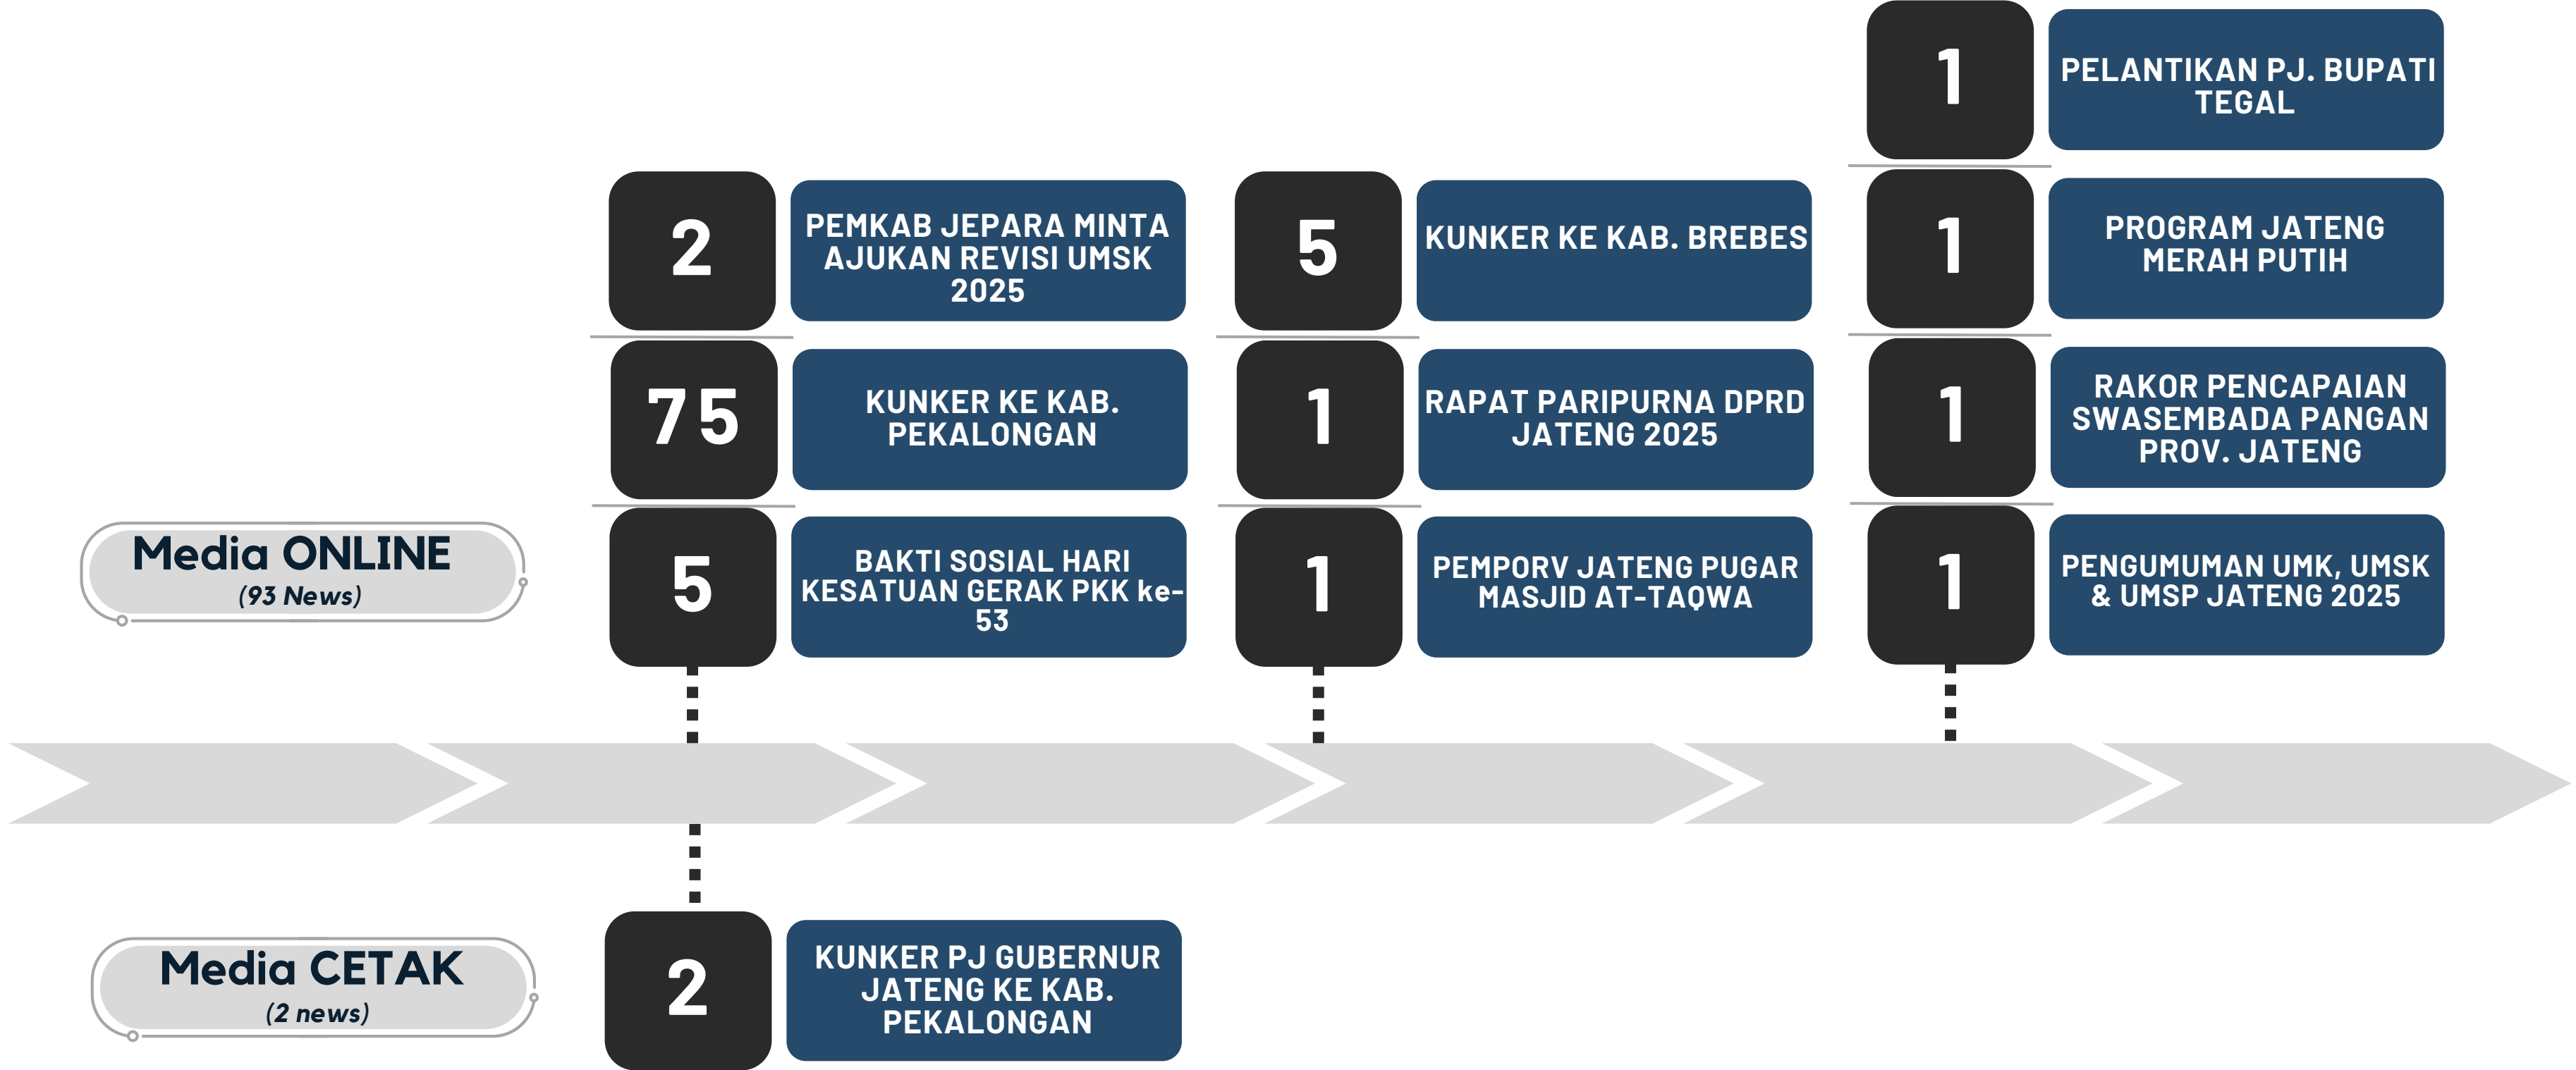 Media ONLINE
(93 News)
2
PEMKAB JEPARA MINTA
AJUKAN REVISI UMSK
2025
75
KUNKER KE KAB.
PEKALONGAN
5
BAKTI SOSIAL HARI
KESATUAN GERAK PKK ke-
53
5
KUNKER KE KAB. BREBES
1
RAPAT PARIPURNA DPRD
JATENG 2025
1
PEMPORV JATENG PUGAR
MASJID AT-TAQWA
1
PELANTIKAN PJ. BUPATI
TEGAL
1
PROGRAM JATENG
MERAH PUTIH
1
RAKOR PENCAPAIAN
SWASEMBADA PANGAN
PROV. JATENG
1
PENGUMUMAN UMK, UMSK
& UMSP JATENG 2025
Media CETAK
(2 news)
2
KUNKER PJ GUBERNUR
JATENG KE KAB.
PEKALONGAN